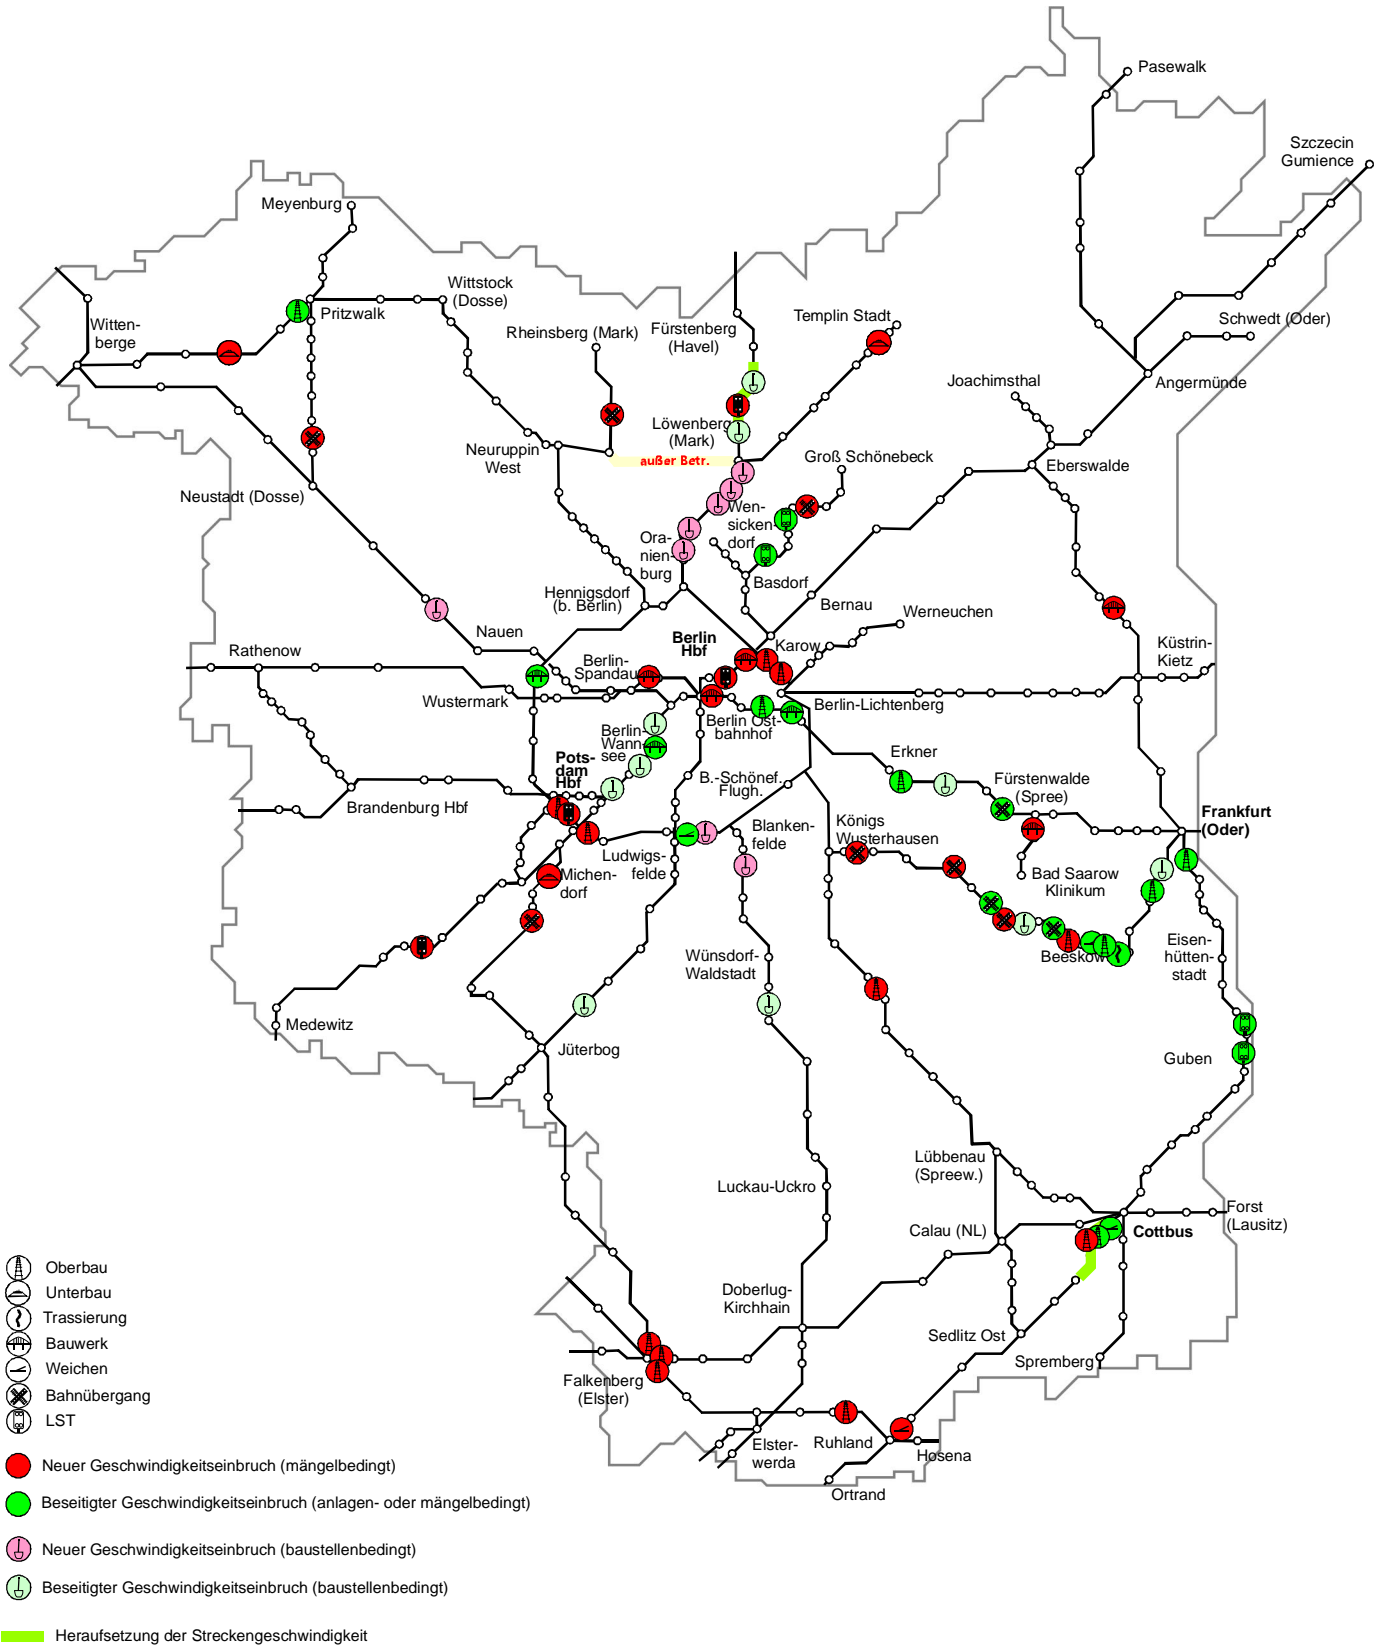 Pasewalk
Szczecin
Gumience
Meyenburg
Wittstock
(Dosse)
Pritzwalk
Witten-
berge
Rheinsberg (Mark)
Fürstenberg
(Havel)
Templin Stadt
Schwedt (Oder)
Joachimsthal
Angermünde
Löwenberg
(Mark)
Neuruppin
West
außer Betr.
Groß Schönebeck
Eberswalde
Neustadt (Dosse)
Wen-
sicken-
dorf
Ora-
nien-
burg
Basdorf
Hennigsdorf
(b. Berlin)
Bernau
Werneuchen
Nauen
Berlin
Hbf
Karow
Küstrin-
Kietz
Rathenow
Berlin-
Spandau
Wustermark
Berlin-Lichtenberg
Berlin Ost-
bahnhof
Berlin-
Wann-
see
Erkner
Pots-
dam
Hbf
B.-Schönef.
Flugh.
Fürstenwalde
(Spree)
Brandenburg Hbf
Frankfurt
(Oder)
Blanken-
felde
Königs
Wusterhausen
Ludwigs-
felde
Michen-
dorf
Bad Saarow
Klinikum
Eisen-
hütten-
stadt
Beeskow
Wünsdorf-
Waldstadt
Medewitz
Jüterbog
Guben
Lübbenau
(Spreew.)
Luckau-Uckro
Forst
(Lausitz)
Calau (NL)
Cottbus
Doberlug-
Kirchhain
Sedlitz Ost
Spremberg
Falkenberg
(Elster)
Elster-
werda
Ruhland
Hosena
Ortrand
Oberbau
Unterbau
Trassierung
Bauwerk
Weichen
Bahnübergang
LST
Neuer Geschwindigkeitseinbruch (mängelbedingt)
Beseitigter Geschwindigkeitseinbruch (anlagen- oder mängelbedingt)
Neuer Geschwindigkeitseinbruch (baustellenbedingt)
Beseitigter Geschwindigkeitseinbruch (baustellenbedingt)
Heraufsetzung der Streckengeschwindigkeit